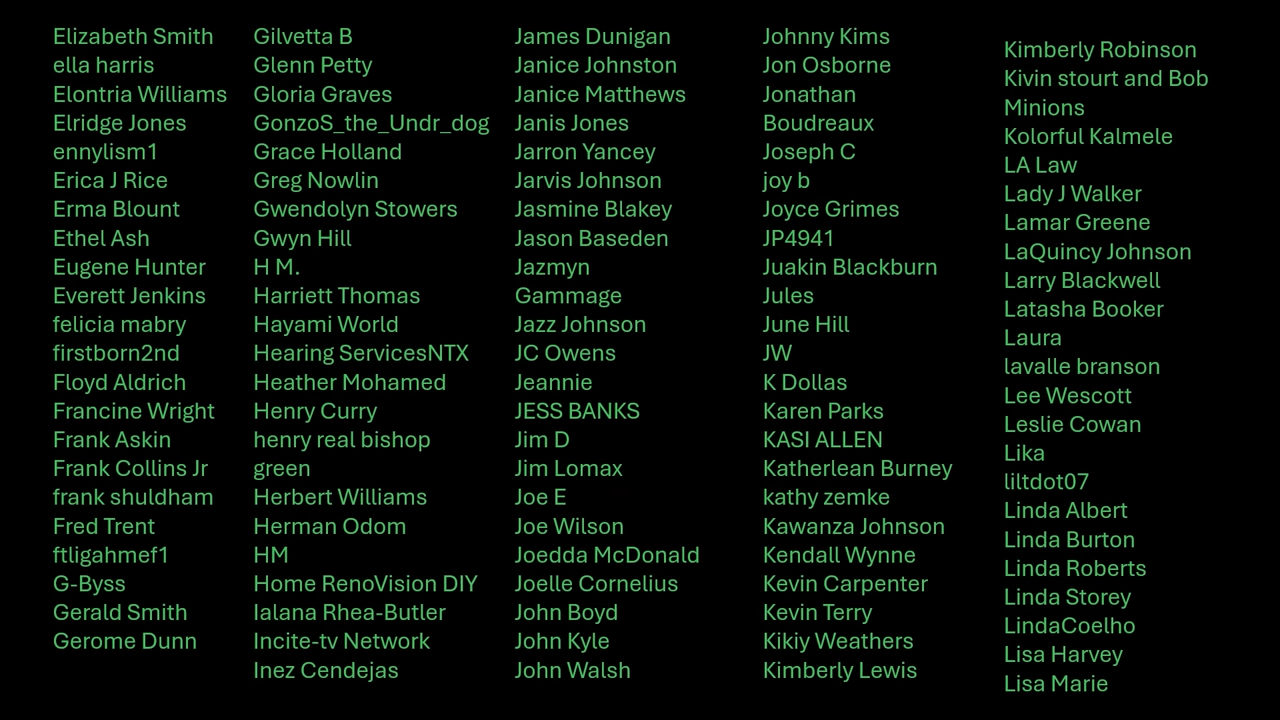 Elizabeth Smith
ella harris
Elontria Williams
Elridge Jones
ennylism1
Erica J Rice
Erma Blount
Ethel Ash
Eugene Hunter
Everett Jenkins
felicia mabry
firstborn2nd
Floyd Aldrich
Francine Wright
Frank Askin
Frank Collins Jr
frank shuldham
Fred Trent
ftligahmef1
G-Byss
Gerald Smith
Gerome Dunn
Gilvetta B
Glenn Petty
Gloria Graves
GonzoS_the_Undr_dog
Grace Holland
Greg Nowlin
Gwendolyn Stowers
Gwyn Hill
H M.
Harriett Thomas
Hayami World
Hearing ServicesNTX
Heather Mohamed
Henry Curry
henry real bishop
green
Herbert Williams
Herman Odom
HM
Home RenoVision DIY
Ialana Rhea-Butler
Incite-tv Network
Inez Cendejas
James Dunigan
Janice Johnston
Janice Matthews
Janis Jones
Jarron Yancey
Jarvis Johnson
Jasmine Blakey
Jason Baseden
Jazmyn
Gammage
Jazz Johnson
JC Owens
Jeannie
JESS BANKS
Jim D
Jim Lomax
Joe E
Joe Wilson
Joedda McDonald
Joelle Cornelius
John Boyd
John Kyle
John Walsh
Johnny Kims
Jon Osborne
Jonathan
Boudreaux
Joseph C
joy b
Joyce Grimes
JP4941
Juakin Blackburn
Jules
June Hill
JW
K Dollas
Karen Parks
KASI ALLEN
Katherlean Burney
kathy zemke
Kawanza Johnson
Kendall Wynne
Kevin Carpenter
Kevin Terry
Kikiy Weathers
Kimberly Lewis
Kimberly Robinson
Kivin stourt and Bob
Minions
Kolorful Kalmele
LA Law
Lady J Walker
Lamar Greene
LaQuincy Johnson
Larry Blackwell
Latasha Booker
Laura
lavalle branson
Lee Wescott
Leslie Cowan
Lika
liltdot07
Linda Albert
Linda Burton
Linda Roberts
Linda Storey
LindaCoelho
Lisa Harvey
Lisa Marie